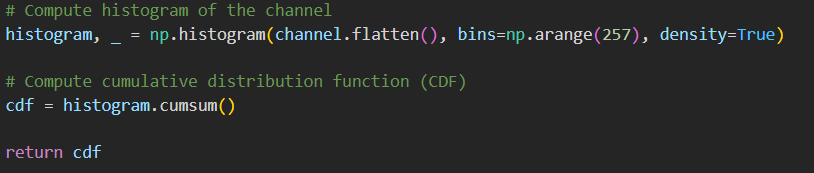 # Compute histogram of the channel
histogram, _ = np.histogram(channel.flatten(), bins=np.arange(257), density=True)
# Compute cumulative distribution function (CDF)
cdf = histogram.cumsum()
return cdf